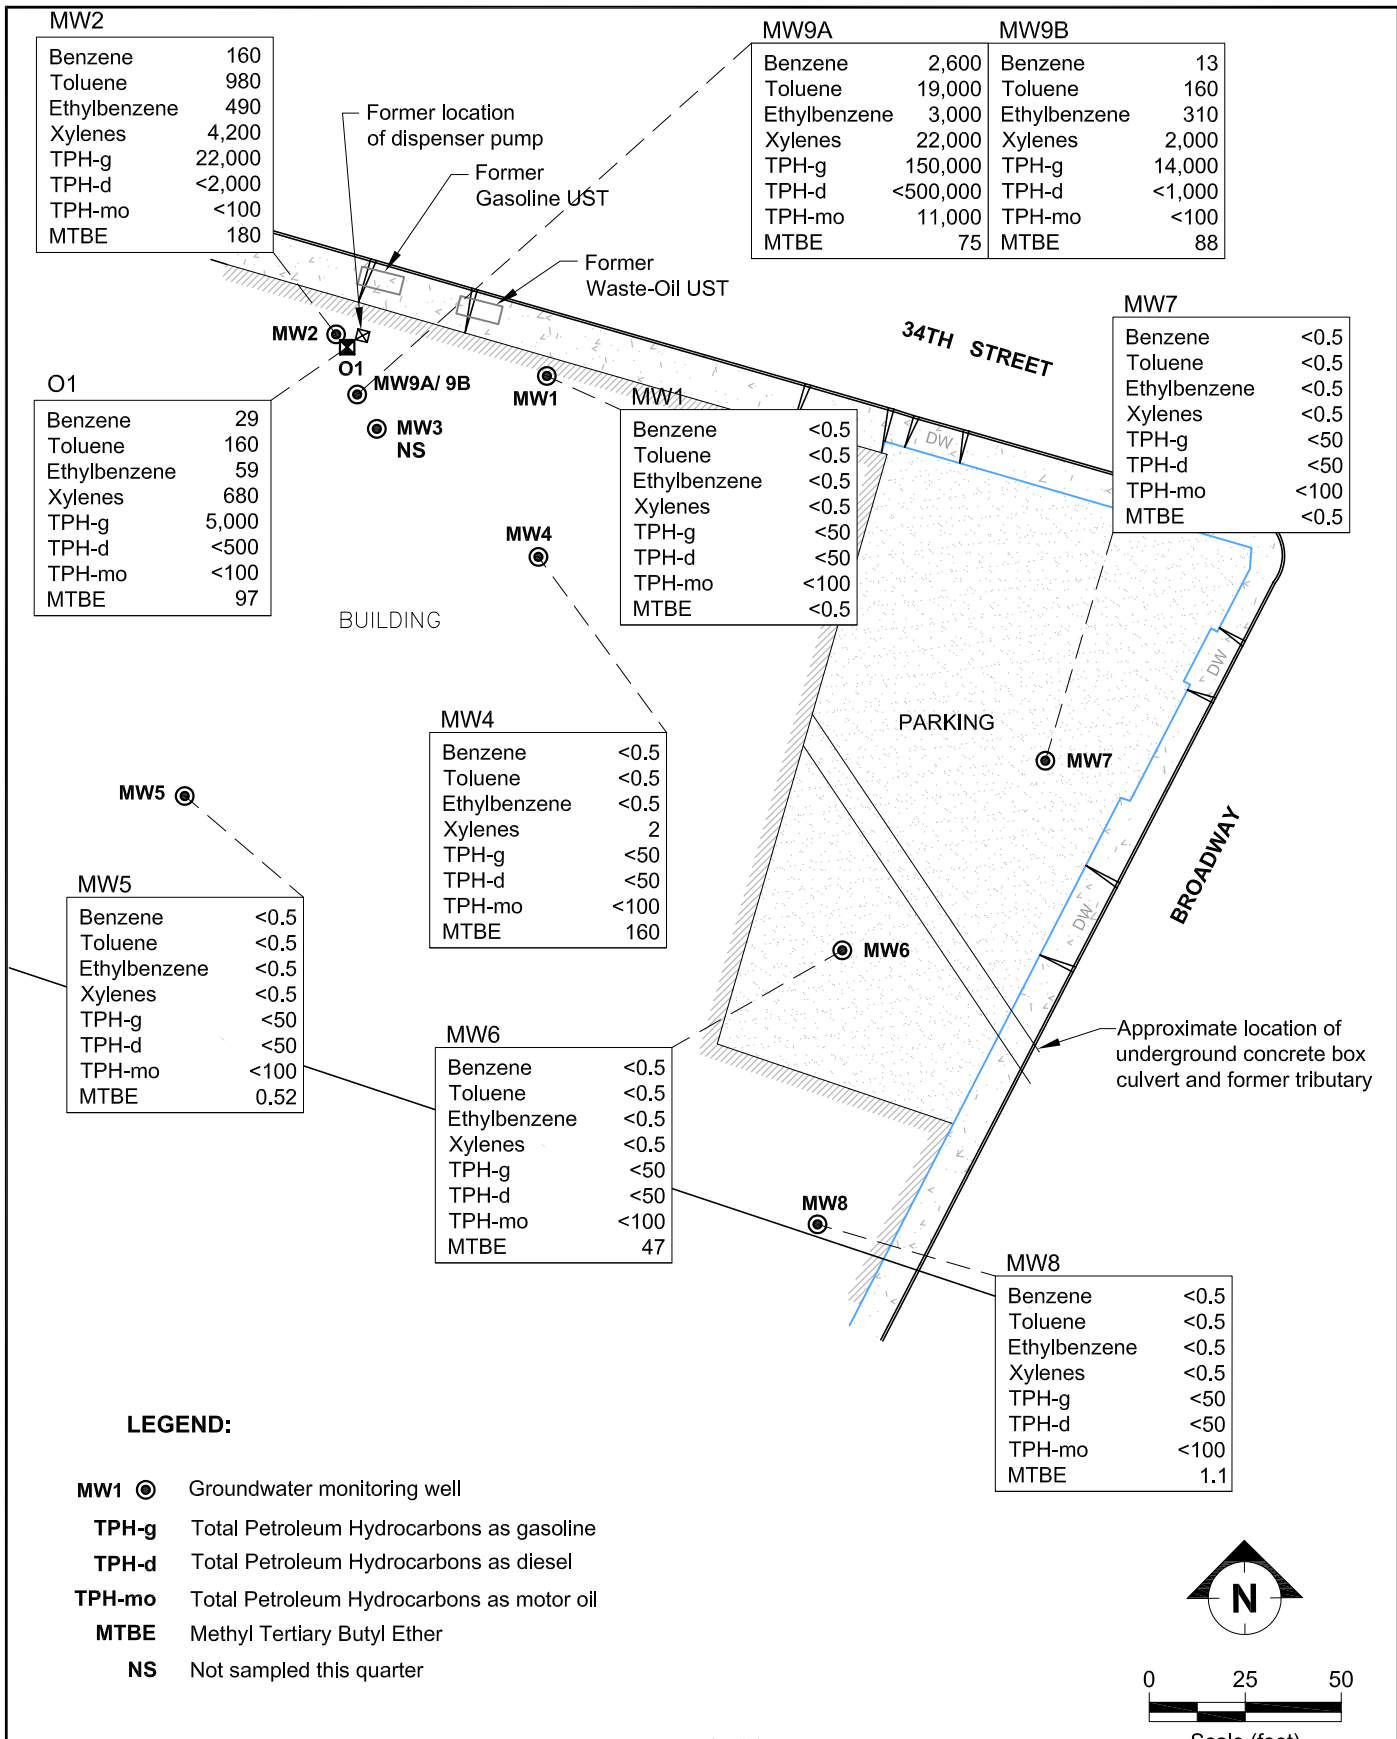 MW2
Benzene 160
Toluene 980
Ethylbenzene 490
Xylenes 4,200
TPH-g 22,000
TPH-d <2,000
TPH-mo <100
MTBE 180
MW9A
Benzene 2,600
Toluene 19,000
Ethylbenzene 3,000
Xylenes 22,000
TPH-g 150,000
TPH-d <500,000
TPH-mo 11,000
MTBE 75
MW9B
Benzene 13
Toluene 160
Ethylbenzene 310
Xylenes 2,000
TPH-g 14,000
TPH-d <1,000
TPH-mo <100
MTBE 88
Former location
of dispenser pump
Former
Gasoline UST
Former
Waste-Oil UST
34TH STREET
MW7
Benzene <0.5
Toluene <0.5
Ethylbenzene <0.5
Xylenes <0.5
TPH-g <50
TPH-d <50
TPH-mo <100
MTBE <0.5
MW2
O1
MW9A/ 9B
MW3
NS
MW1
O1
Benzene 29
Toluene 160
Ethylbenzene 59
Xylenes 680
TPH-g 5,000
TPH-d <500
TPH-mo <100
MTBE 97
MW1
Benzene <0.5
Toluene <0.5
Ethylbenzene <0.5
Xylenes <0.5
TPH-g <50
TPH-d <50
TPH-mo <100
MTBE <0.5
DW
MW4
BUILDING
DW
PARKING
MW7
MW4
Benzene <0.5
Toluene <0.5
Ethylbenzene <0.5
Xylenes 2
TPH-g <50
TPH-d <50
TPH-mo <100
MTBE 160
MW5
BROADWAY
DW
MW5
Benzene <0.5
Toluene <0.5
Ethylbenzene <0.5
Xylenes <0.5
TPH-g <50
TPH-d <50
TPH-mo <100
MTBE 0.52
MW6
MW6
Benzene <0.5
Toluene <0.5
Ethylbenzene <0.5
Xylenes <0.5
TPH-g <50
TPH-d <50
TPH-mo <100
MTBE 47
Approximate location of
underground concrete box
culvert and former tributary
MW8
MW8
Benzene <0.5
Toluene <0.5
Ethylbenzene <0.5
Xylenes <0.5
TPH-g <50
TPH-d <50
TPH-mo <100
MTBE 1.1
LEGEND:
MW1 Groundwater monitoring well
TPH-g Total Petroleum Hydrocarbons as gasoline
TPH-d Total Petroleum Hydrocarbons as diesel
TPH-mo Total Petroleum Hydrocarbons as motor oil
MTBE Methyl Tertiary Butyl Ether
NS Not sampled this quarter
N
0 25 50
Scale (feet)